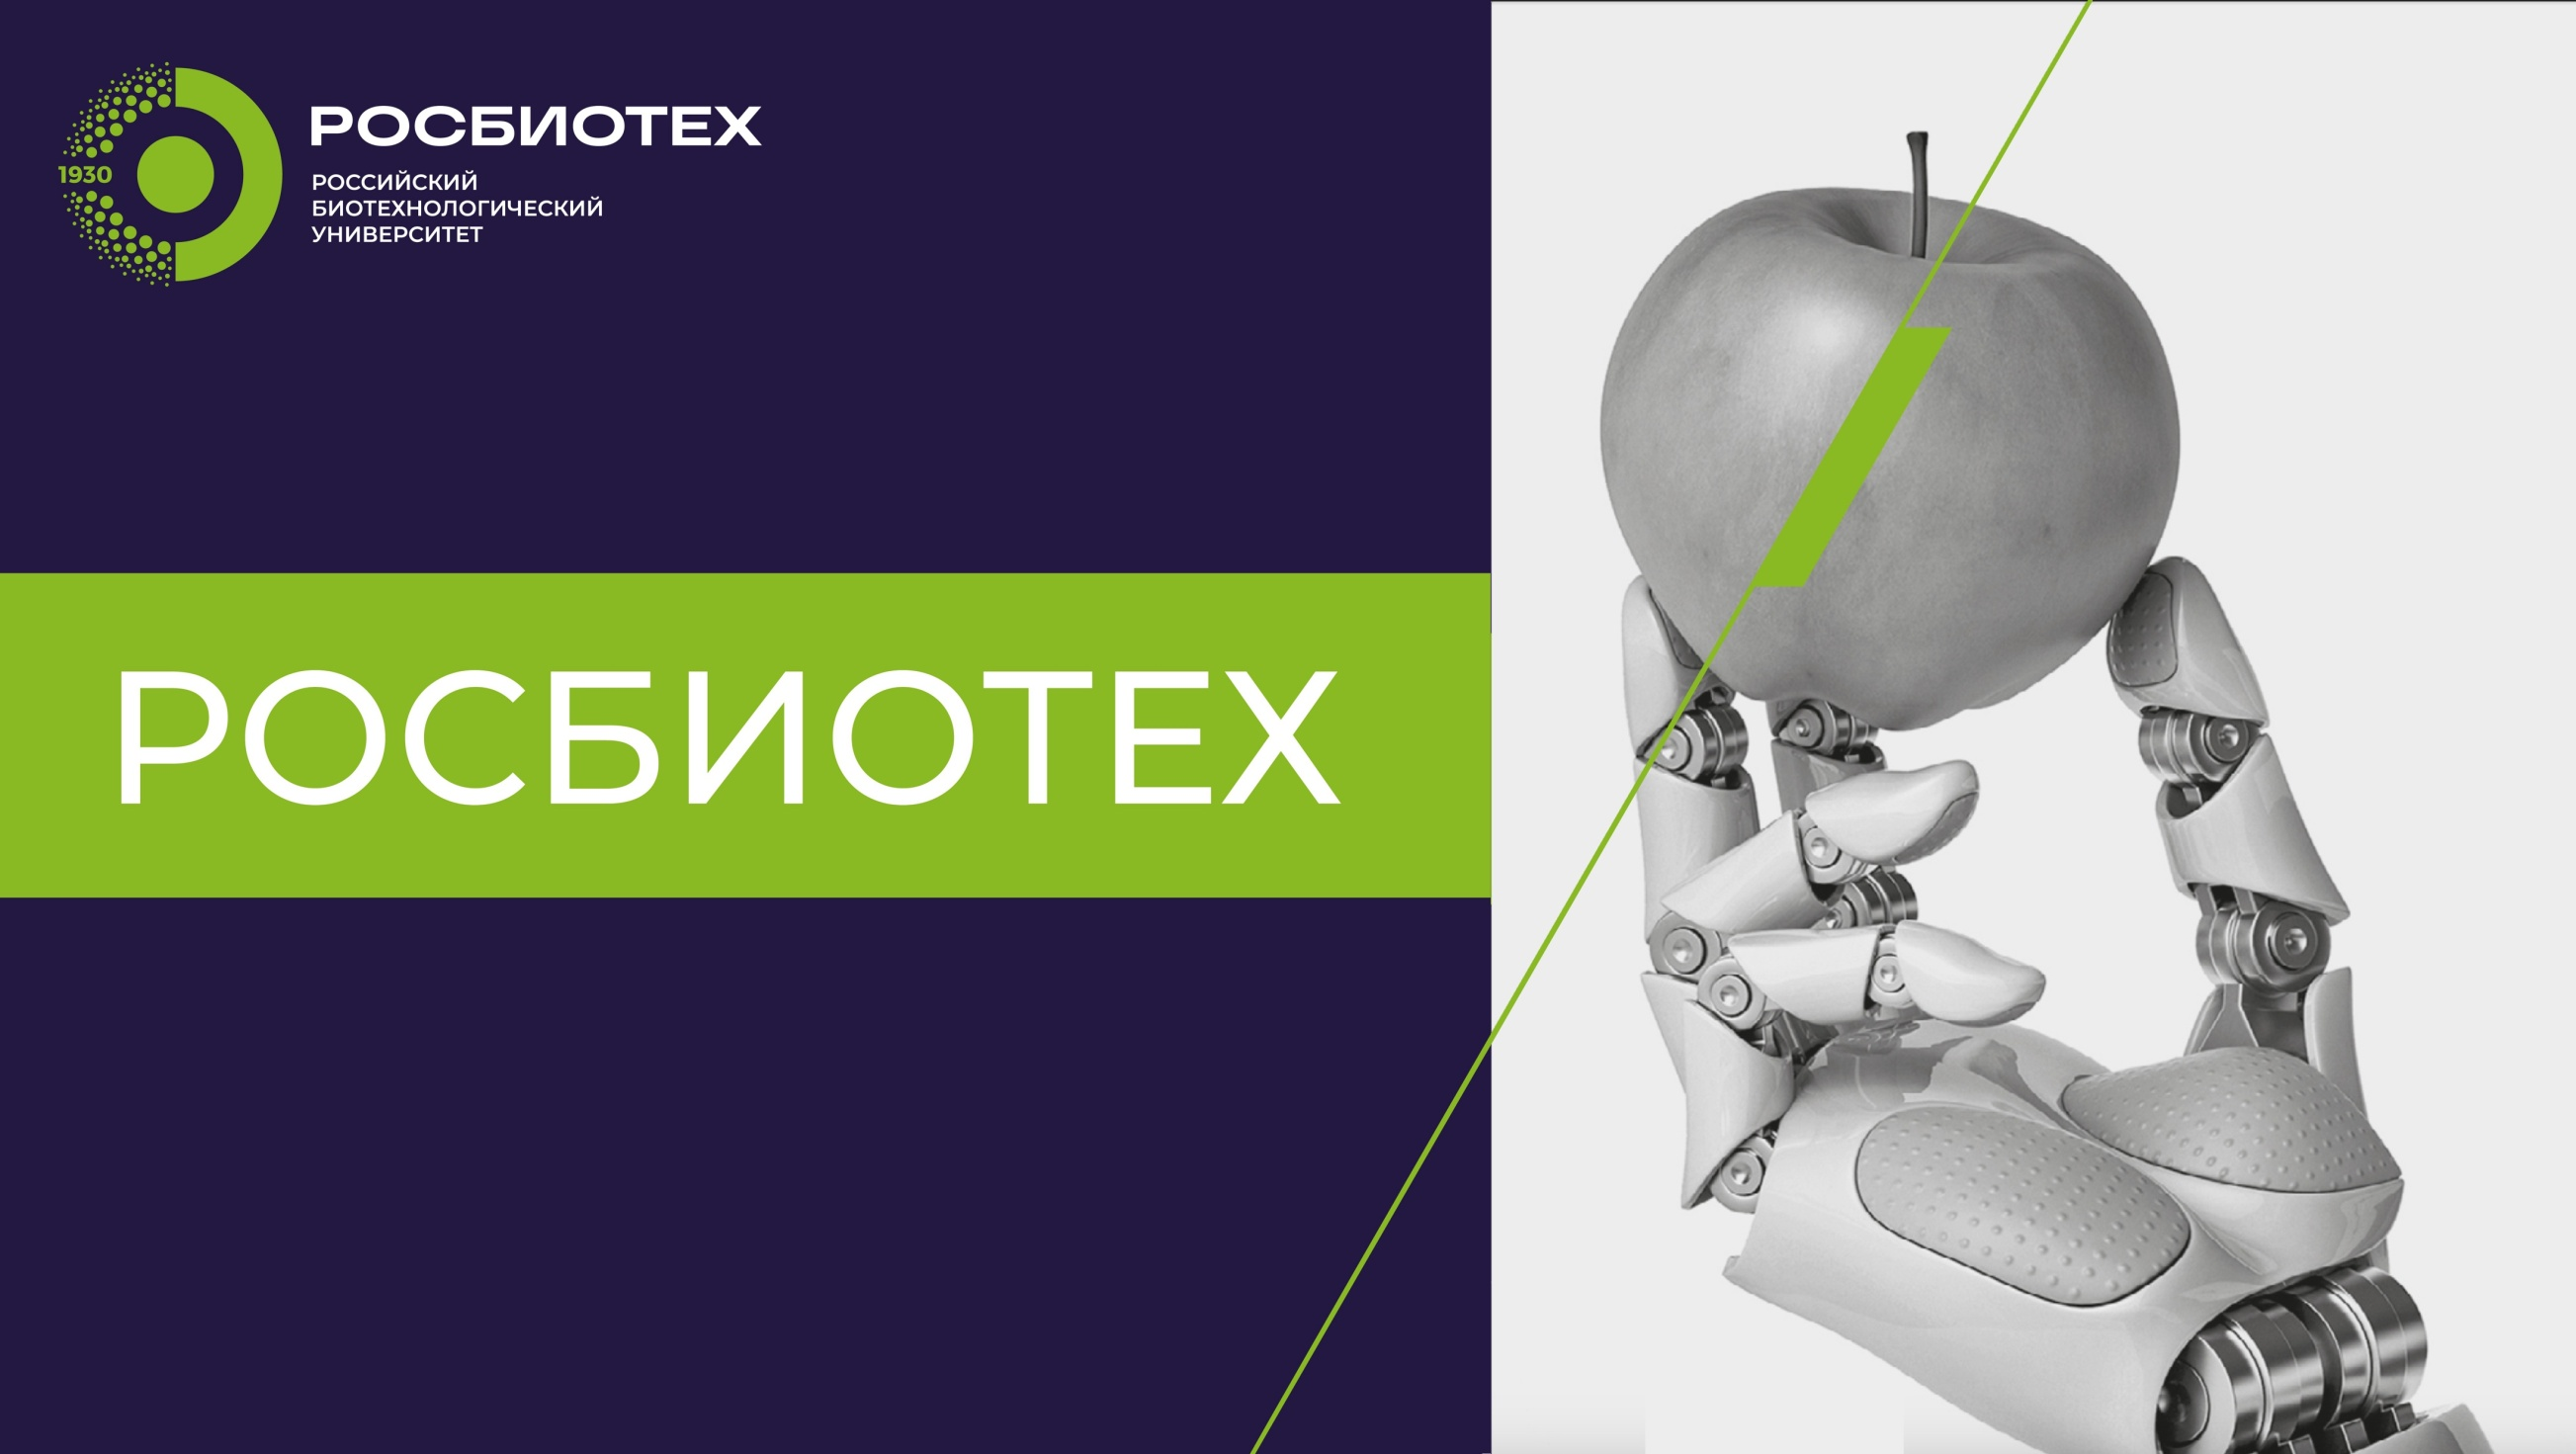 1930
РОСБИОТЕХ
РОССИЙСКИЙ
БИОТЕХНОЛОГИЧЕСКИЙ
УНИВЕРСИТЕТ
РОСБИОТЕХ